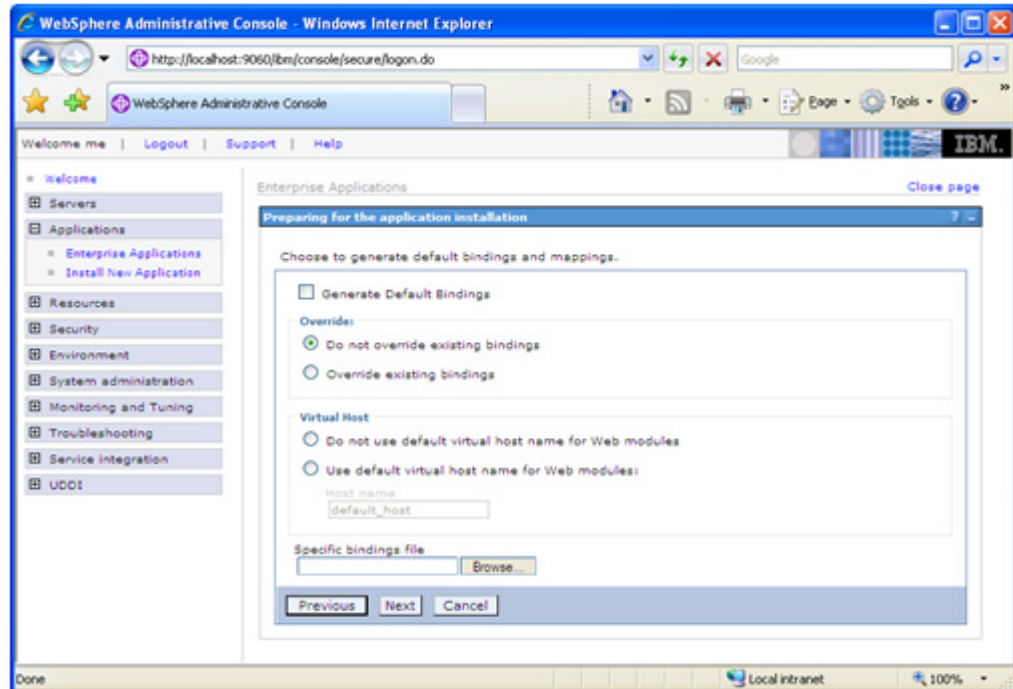 WebSphere Administrative Console - Windows Internet Explorer
http://localhost:9060/ibm/console/secure/logon.do
Google
WebSphere Administrative Console
Page
Tools
Welcome me | Logout | Support | Help
IBM.
Welcome
Servers
Applications
Enterprise Applications
Install New Application
Resources
Security
Environment
System administration
Monitoring and Tuning
Troubleshooting
Service integration
UDDI
Enterprise Applications
Close page
Preparing for the application installation
? –
Choose to generate default bindings and mappings.
Generate Default Bindings
Override:
Do not override existing bindings
Override existing bindings
Virtual Host
Do not use default virtual host name for Web modules
Use default virtual host name for Web modules:
Host name
default_host
Specific bindings file
Browse...
Previous
Next
Cancel
Done
Local intranet
100%